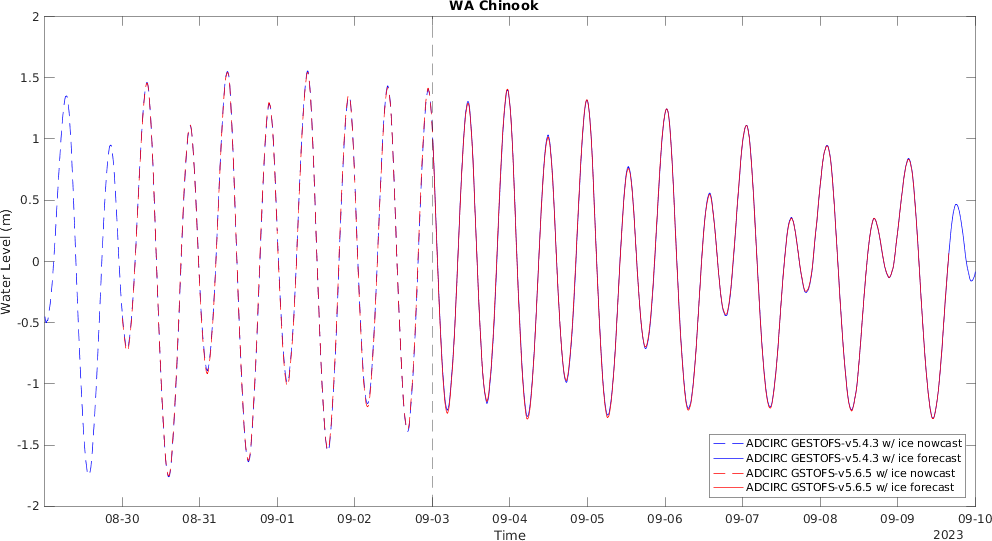 WA Chinook
2
1.5
1
0.5
0
-0.5
-1
-1.5
-2
Water Level (m)
08-30 08-31 09-01 09-02 09-03 09-04 09-05 09-06 09-07 09-08 09-09 09-10
Time
2023
ADCIRC GESTOFS-v5.4.3 w/ ice nowcast
ADCIRC GESTOFS-v5.4.3 w/ ice forecast
ADCIRC GSTOFS-v5.6.5 w/ ice nowcast
ADCIRC GSTOFS-v5.6.5 w/ ice forecast